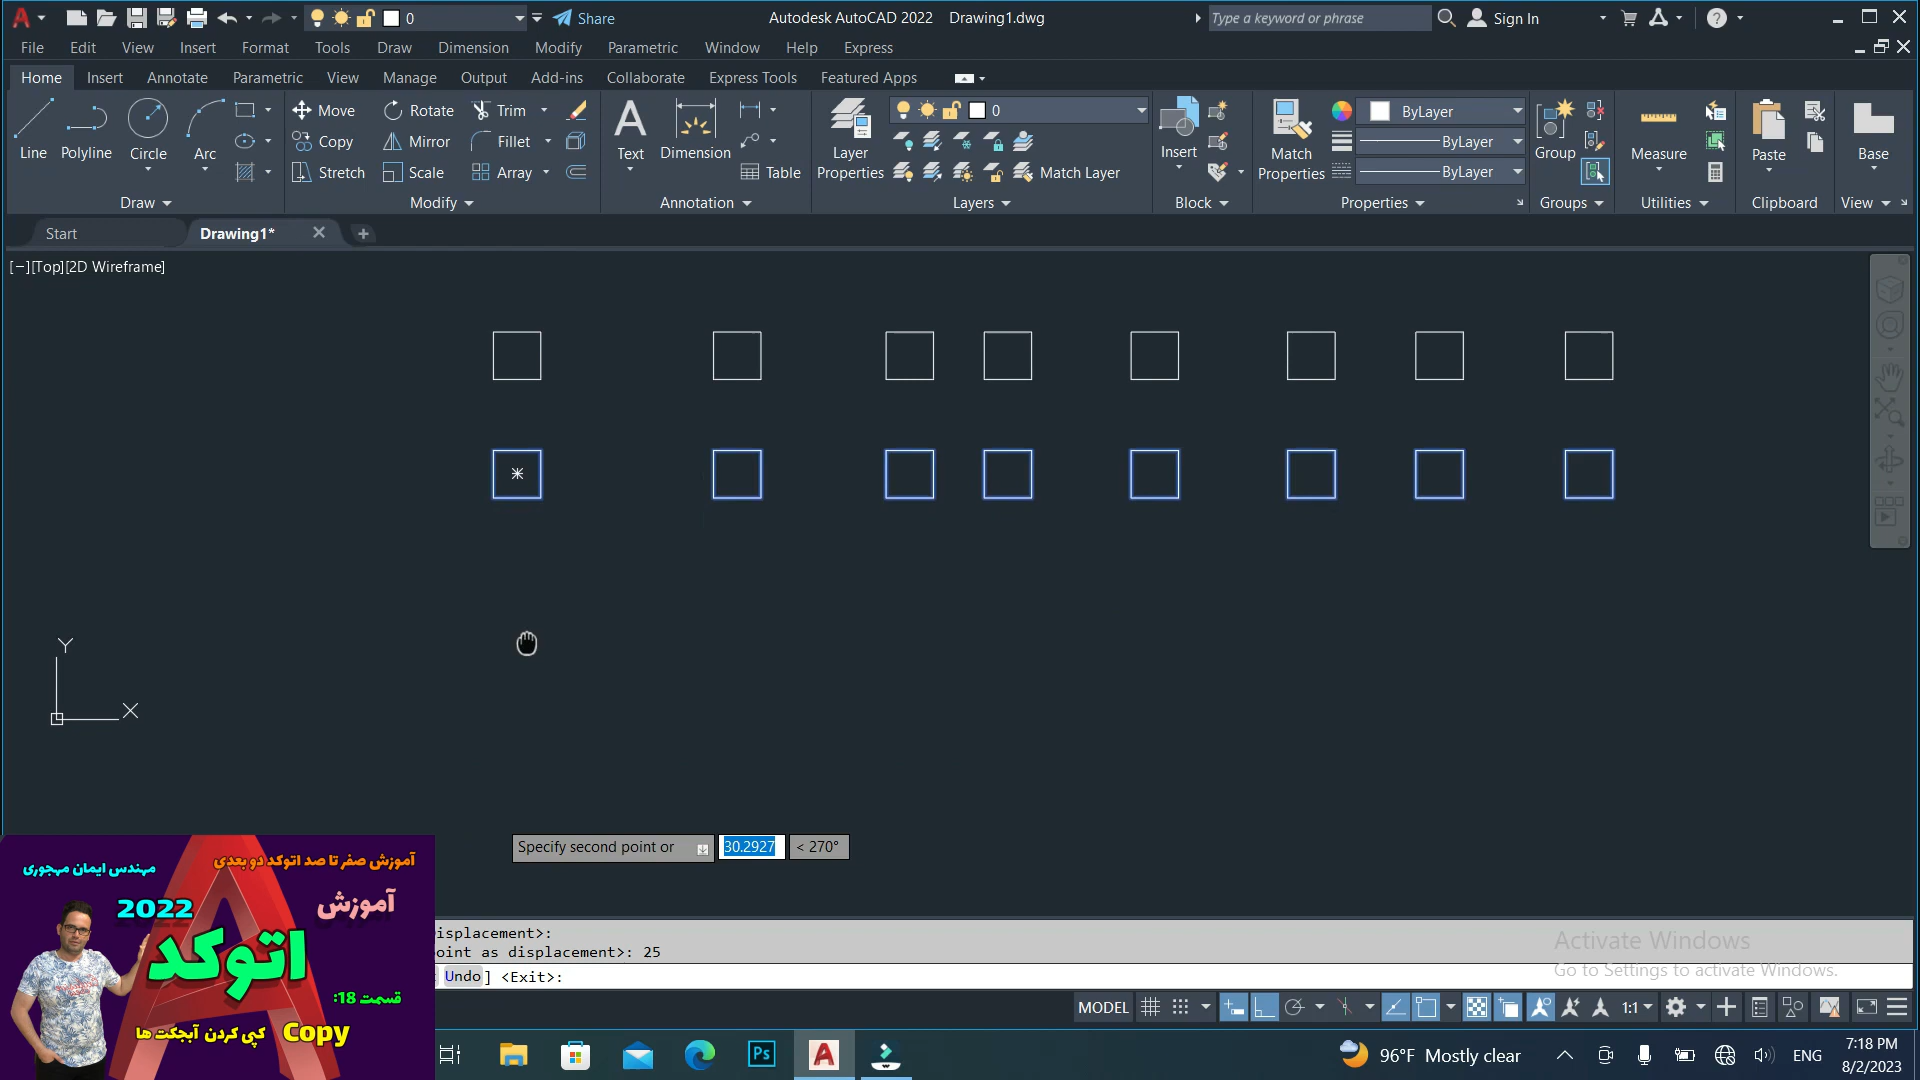 0
Share
Autodesk AutoCAD 2022 Drawing1.dwg
Type a keyword or phrase
Sign In
File Edit View Insert Format Tools Draw Dimension Modify Parametric Window Help Express
Home Insert Annotate Parametric View Manage Output Add-ins Collaborate Express Tools Featured Apps
Line Polyline Circle Arc
Move Rotate Trim
Copy Mirror Fillet
Stretch Scale Array
Text Dimension Table
Layer Properties
0
Match Layer
Insert
Match Properties
ByLayer
ByLayer
ByLayer
Group
Measure
Paste
Base
Draw Modify Annotation Layers Block Properties Groups Utilities Clipboard View
Start Drawing1*
[−][Top][2D Wireframe]
Y
X
Specify second point or 30.2927 < 270°
isplacement>:
oint as displacement>: 25
Undo] <Exit>:
Activate Windows
Go to Settings to activate Windows.
MODEL 1:1
آموزش صفر تا صد اتوکد دو بعدی
مهندس ایمان مهجوری
آموزش
2022
اتوکد
قسمت 18:
Copy کپی کردن آبجکت ها
Ps
96°F Mostly clear
ENG
7:18 PM
8/2/2023